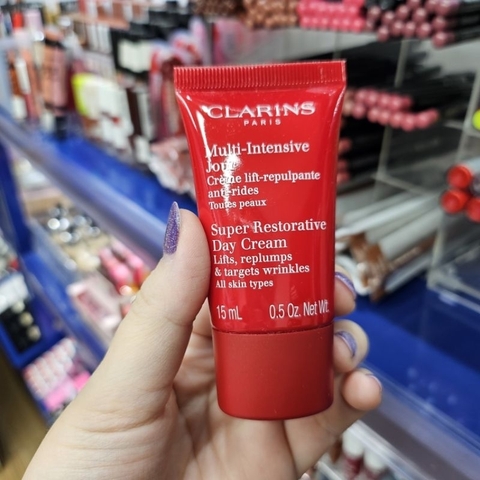 CLARINS
PARIS
Multi-Intensive
Jour
Crème lift-repulpante
anti-rides
Toutes peaux
Super Restorative
Day Cream
Lifts, replumps
& targets wrinkles
All skin types
15 mL 0.5 Oz. Net Wt.